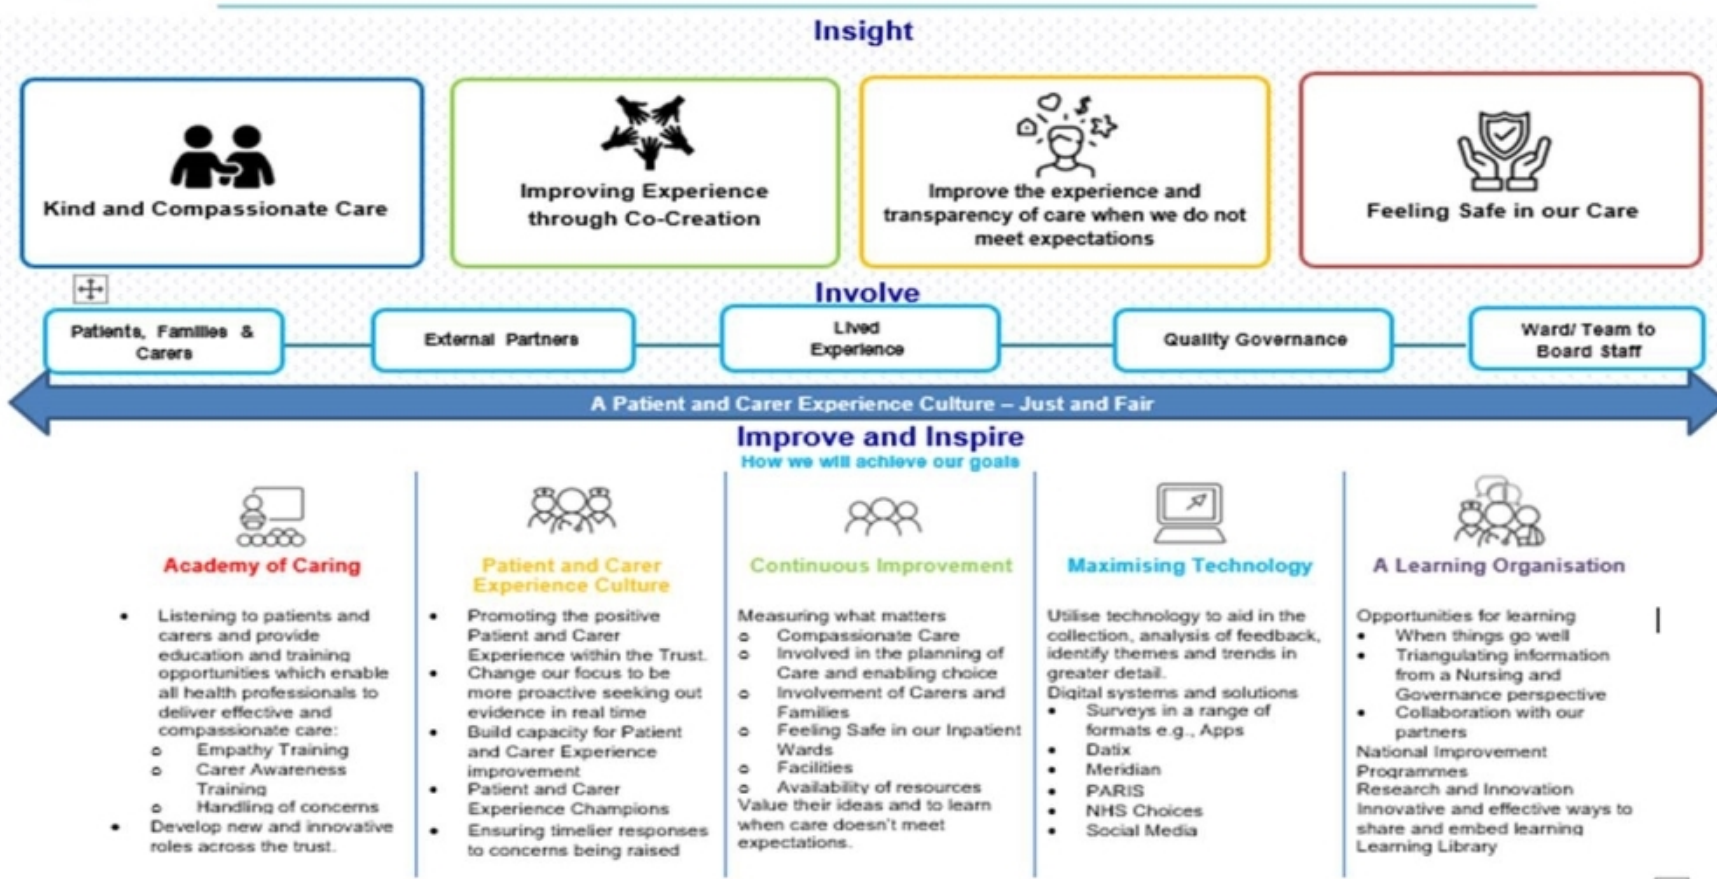 Insight
Kind and Compassionate Care
Improving Experience
through Co-Creation
Improve the experience and
transparency of care when we do not
meet expectations
Feeling Safe in our Care
Involve
Patients, Families &
Carers
External Partners
Lived
Experience
Quality Governance
Ward/ Team to
Board Staff
A Patient and Carer Experience Culture – Just and Fair
Improve and Inspire
How we will achieve our goals
Academy of Caring
• Listening to patients and
carers and provide
education and training
opportunities which enable
all health professionals to
deliver effective and
compassionate care:
o Empathy Training
o Carer Awareness
Training
o Handling of concerns
• Develop new and innovative
roles across the trust.
Patient and Carer
Experience Culture
• Promoting the positive
Patient and Carer
Experience within the Trust.
• Change our focus to be
more proactive seeking out
evidence in real time
• Build capacity for Patient
and Carer Experience
improvement
• Patient and Carer
Experience Champions
• Ensuring timelier responses
to concerns being raised
Continuous Improvement
Measuring what matters
o Compassionate Care
o Involved in the planning of
Care and enabling choice
o Involvement of Carers and
Families
o Feeling Safe in our Inpatient
Wards
o Facilities
o Availability of resources
Value their ideas and to learn
when care doesn't meet
expectations.
Maximising Technology
Utilise technology to aid in the
collection, analysis of feedback,
identify themes and trends in
greater detail.
Digital systems and solutions
• Surveys in a range of
formats e.g., Apps
• Datix
• Meridian
• PARIS
• NHS Choices
• Social Media
A Learning Organisation
Opportunities for learning
• When things go well
• Triangulating information
from a Nursing and
Governance perspective
• Collaboration with our
partners
National Improvement
Programmes
Research and Innovation
Innovative and effective ways to
share and embed learning
Learning Library